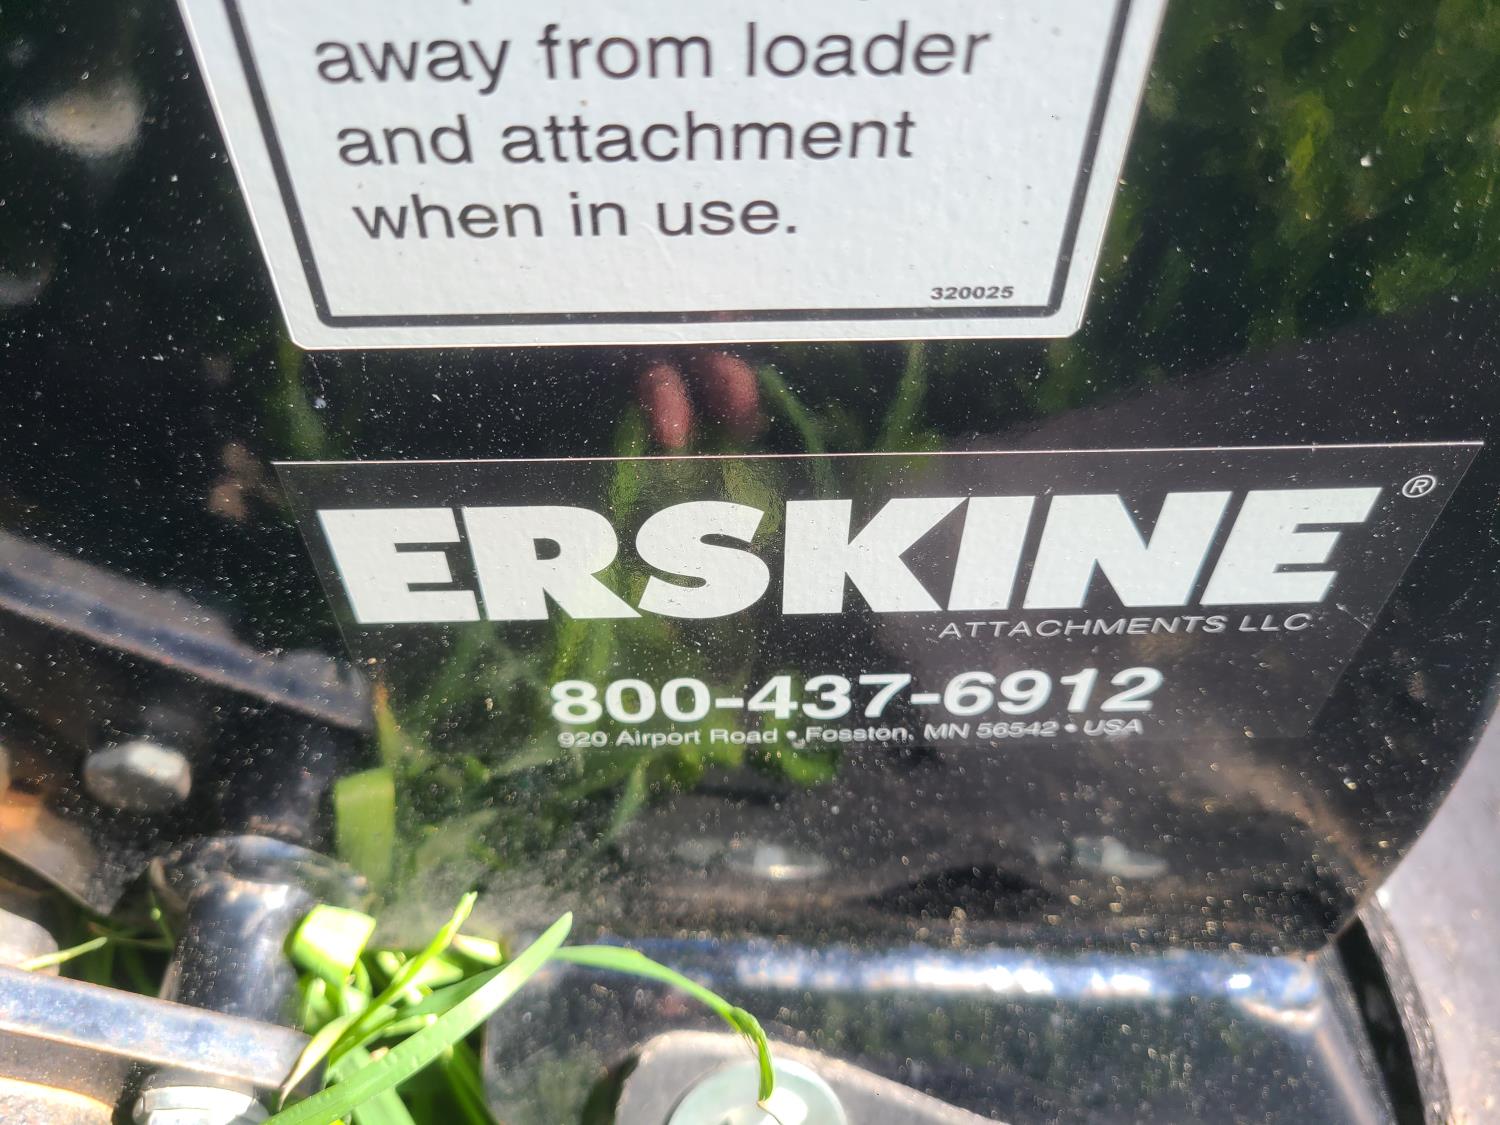 away from loader
and attachment
when in use.
320025
ERSKINE®
ATTACHMENTS LLC
800-437-6912
920 Airport Road • Fosston, MN 56542 • USA